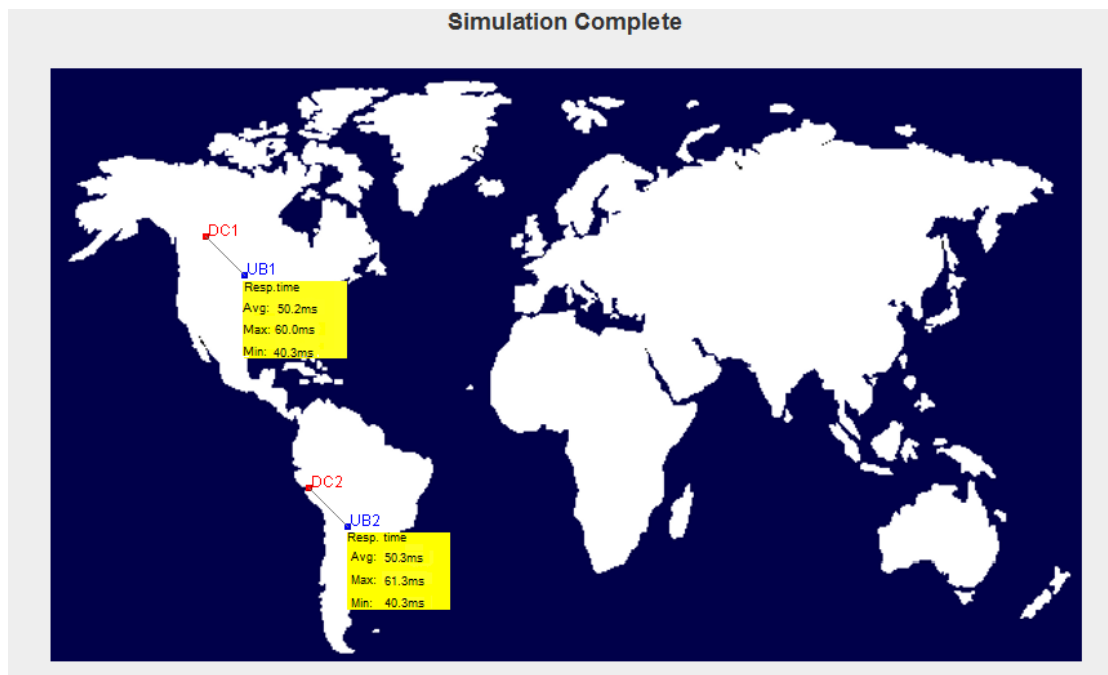 Simulation Complete
DC1
UB1
Resp.time
Avg: 50.2ms
Max: 60.0ms
Min: 40.3ms
DC2
UB2
Resp. time
Avg: 50.3ms
Max: 61.3ms
Min: 40.3ms